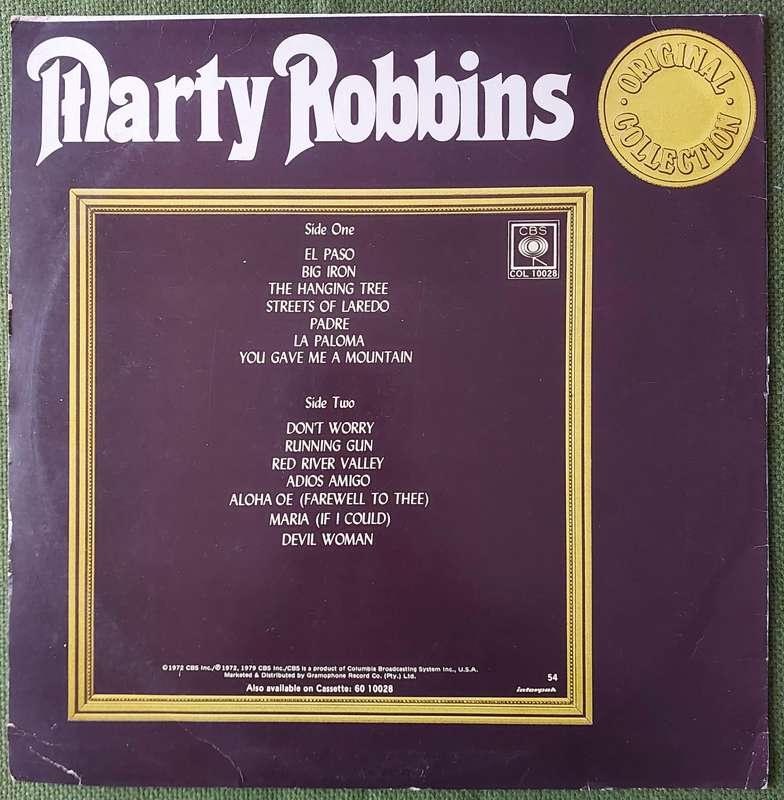 Marty Robbins
ORIGINAL COLLECTION
Side One
EL PASO
BIG IRON
THE HANGING TREE
STREETS OF LAREDO
PADRE
LA PALOMA
YOU GAVE ME A MOUNTAIN
CBS
COL 10028
Side Two
DON'T WORRY
RUNNING GUN
RED RIVER VALLEY
ADIOS AMIGO
ALOHA OE (FAREWELL TO THEE)
MARIA (IF I COULD)
DEVIL WOMAN
©1972 CBS Inc./℗1972, 1979 CBS Inc./CBS is a product of Columbia Broadcasting System Inc., U.S.A.
Marketed & Distributed by Gramophone Record Co. (Pty.) Ltd.
Also available on Cassette: 60 10028
54
interpak